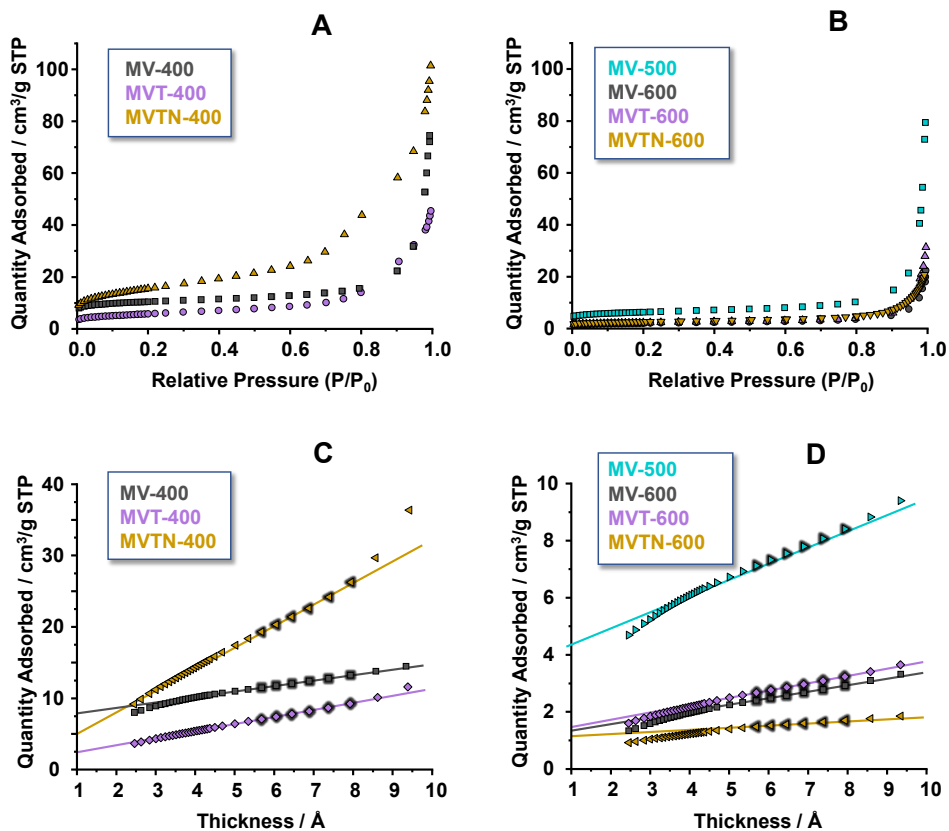 A
MV-400
MVT-400
MVTN-400
Quantity Adsorbed / cm³/g STP
100
80
60
40
20
0
0.0 0.2 0.4 0.6 0.8 1.0
Relative Pressure (P/P₀)
B
MV-500
MV-600
MVT-600
MVTN-600
Quantity Adsorbed / cm³/g STP
100
80
60
40
20
0
0.0 0.2 0.4 0.6 0.8 1.0
Relative Pressure (P/P₀)
C
MV-400
MVT-400
MVTN-400
Quantity Adsorbed / cm³/g STP
40
35
30
25
20
15
10
5
0
1 2 3 4 5 6 7 8 9 10
Thickness / Å
D
MV-500
MV-600
MVT-600
MVTN-600
Quantity Adsorbed / cm³/g STP
10
8
6
4
2
0
1 2 3 4 5 6 7 8 9 10
Thickness / Å